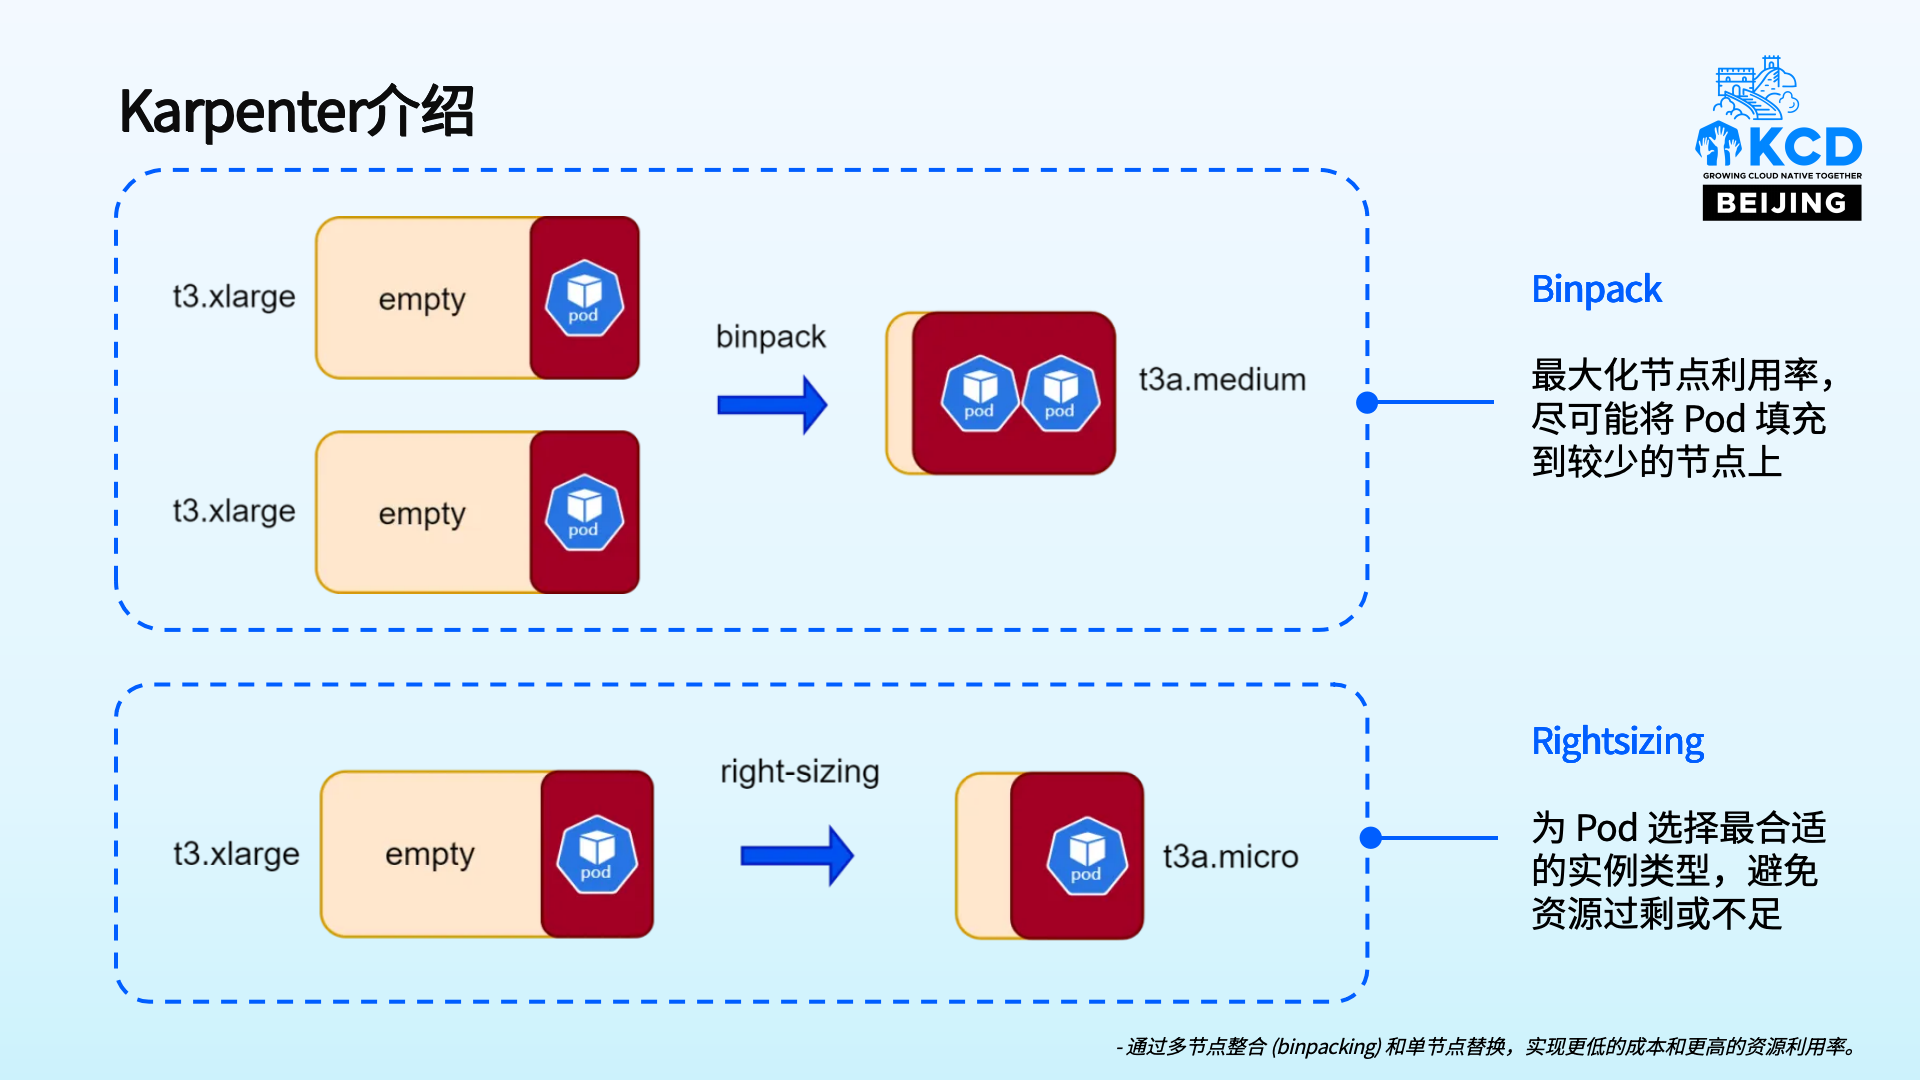 Karpenter介绍
KCD
GROWING CLOUD NATIVE TOGETHER
BEIJING
t3.xlarge
empty
pod
t3.xlarge
empty
pod
binpack
pod
pod
t3a.medium
Binpack
最大化节点利用率，
尽可能将 Pod 填充
到较少的节点上
t3.xlarge
empty
pod
right-sizing
pod
t3a.micro
Rightsizing
为 Pod 选择最合适
的实例类型，避免
资源过剩或不足
- 通过多节点整合 (binpacking) 和单节点替换，实现更低的成本和更高的资源利用率。